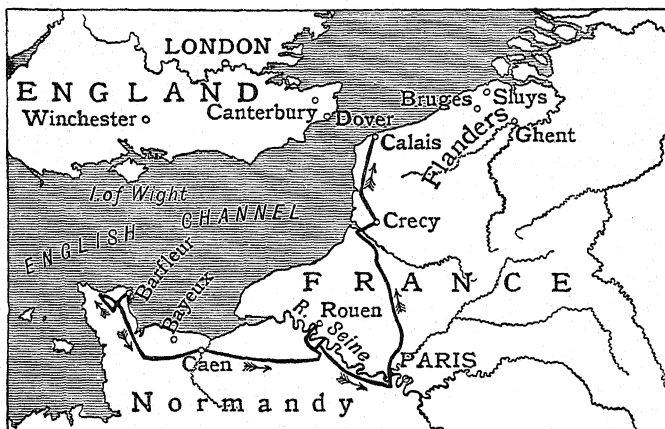 LONDON
ENGLAND
Winchester
Canterbury
Dover
Bruges
Sluys
Ghent
Flanders
Calais
I. of Wight
ENGLISH CHANNEL
Crecy
Barfleur
Bayeux
FRANCE
Rouen
R. Seine
Caen
PARIS
Normandy